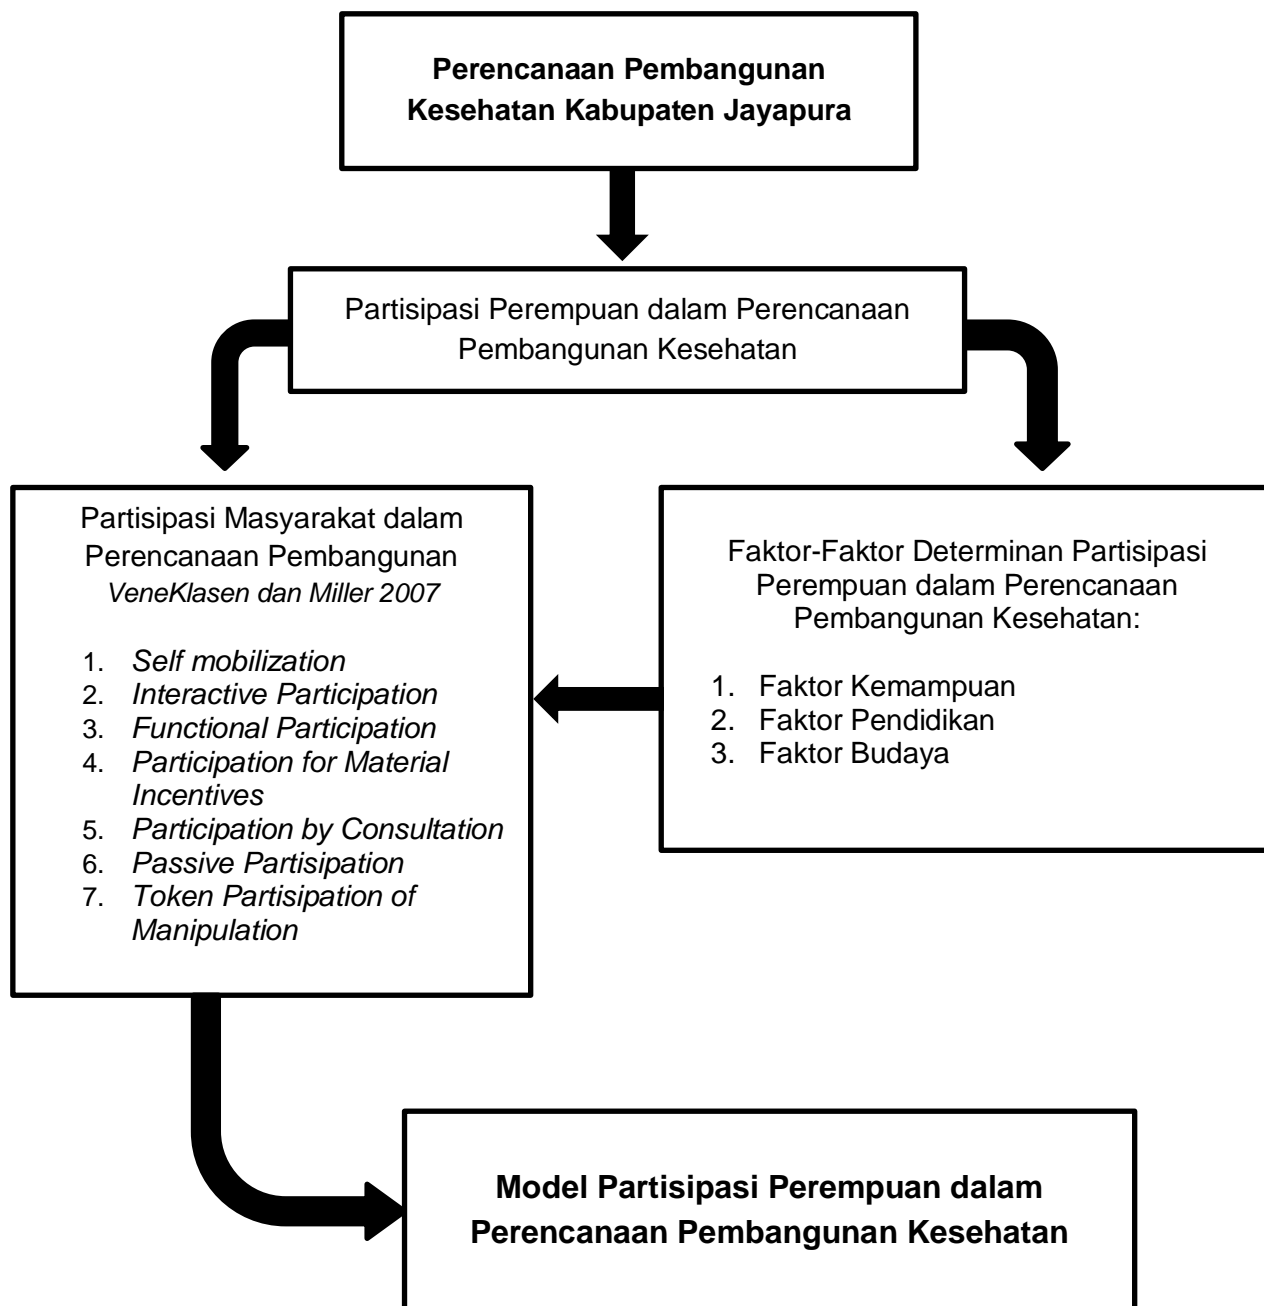 Perencanaan Pembangunan
Kesehatan Kabupaten Jayapura
Partisipasi Perempuan dalam Perencanaan
Pembangunan Kesehatan
Partisipasi Masyarakat dalam
Perencanaan Pembangunan
VeneKlasen dan Miller 2007
1. Self mobilization
2. Interactive Participation
3. Functional Participation
4. Participation for Material
Incentives
5. Participation by Consultation
6. Passive Partisipation
7. Token Partisipation of
Manipulation
Faktor-Faktor Determinan Partisipasi
Perempuan dalam Perencanaan
Pembangunan Kesehatan:
1. Faktor Kemampuan
2. Faktor Pendidikan
3. Faktor Budaya
Model Partisipasi Perempuan dalam
Perencanaan Pembangunan Kesehatan